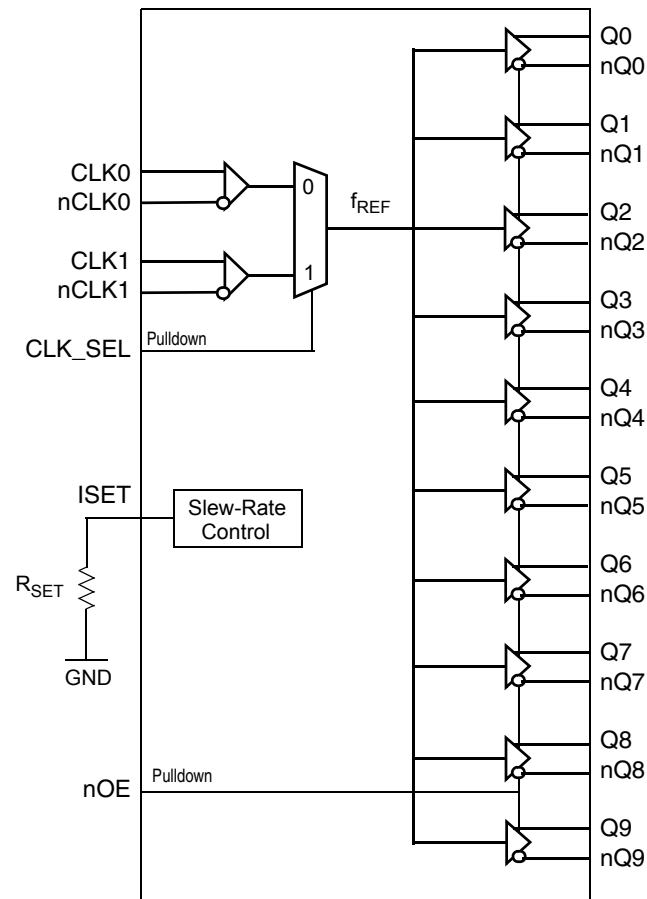 Q0
nQ0
Q1
nQ1
CLK0
nCLK0
0
fREF
Q2
nQ2
CLK1
nCLK1
1
Q3
nQ3
CLK_SEL
Pulldown
Q4
nQ4
ISET
Slew-Rate
Control
Q5
nQ5
RSET
Q6
nQ6
GND
Q7
nQ7
nOE
Pulldown
Q8
nQ8
Q9
nQ9